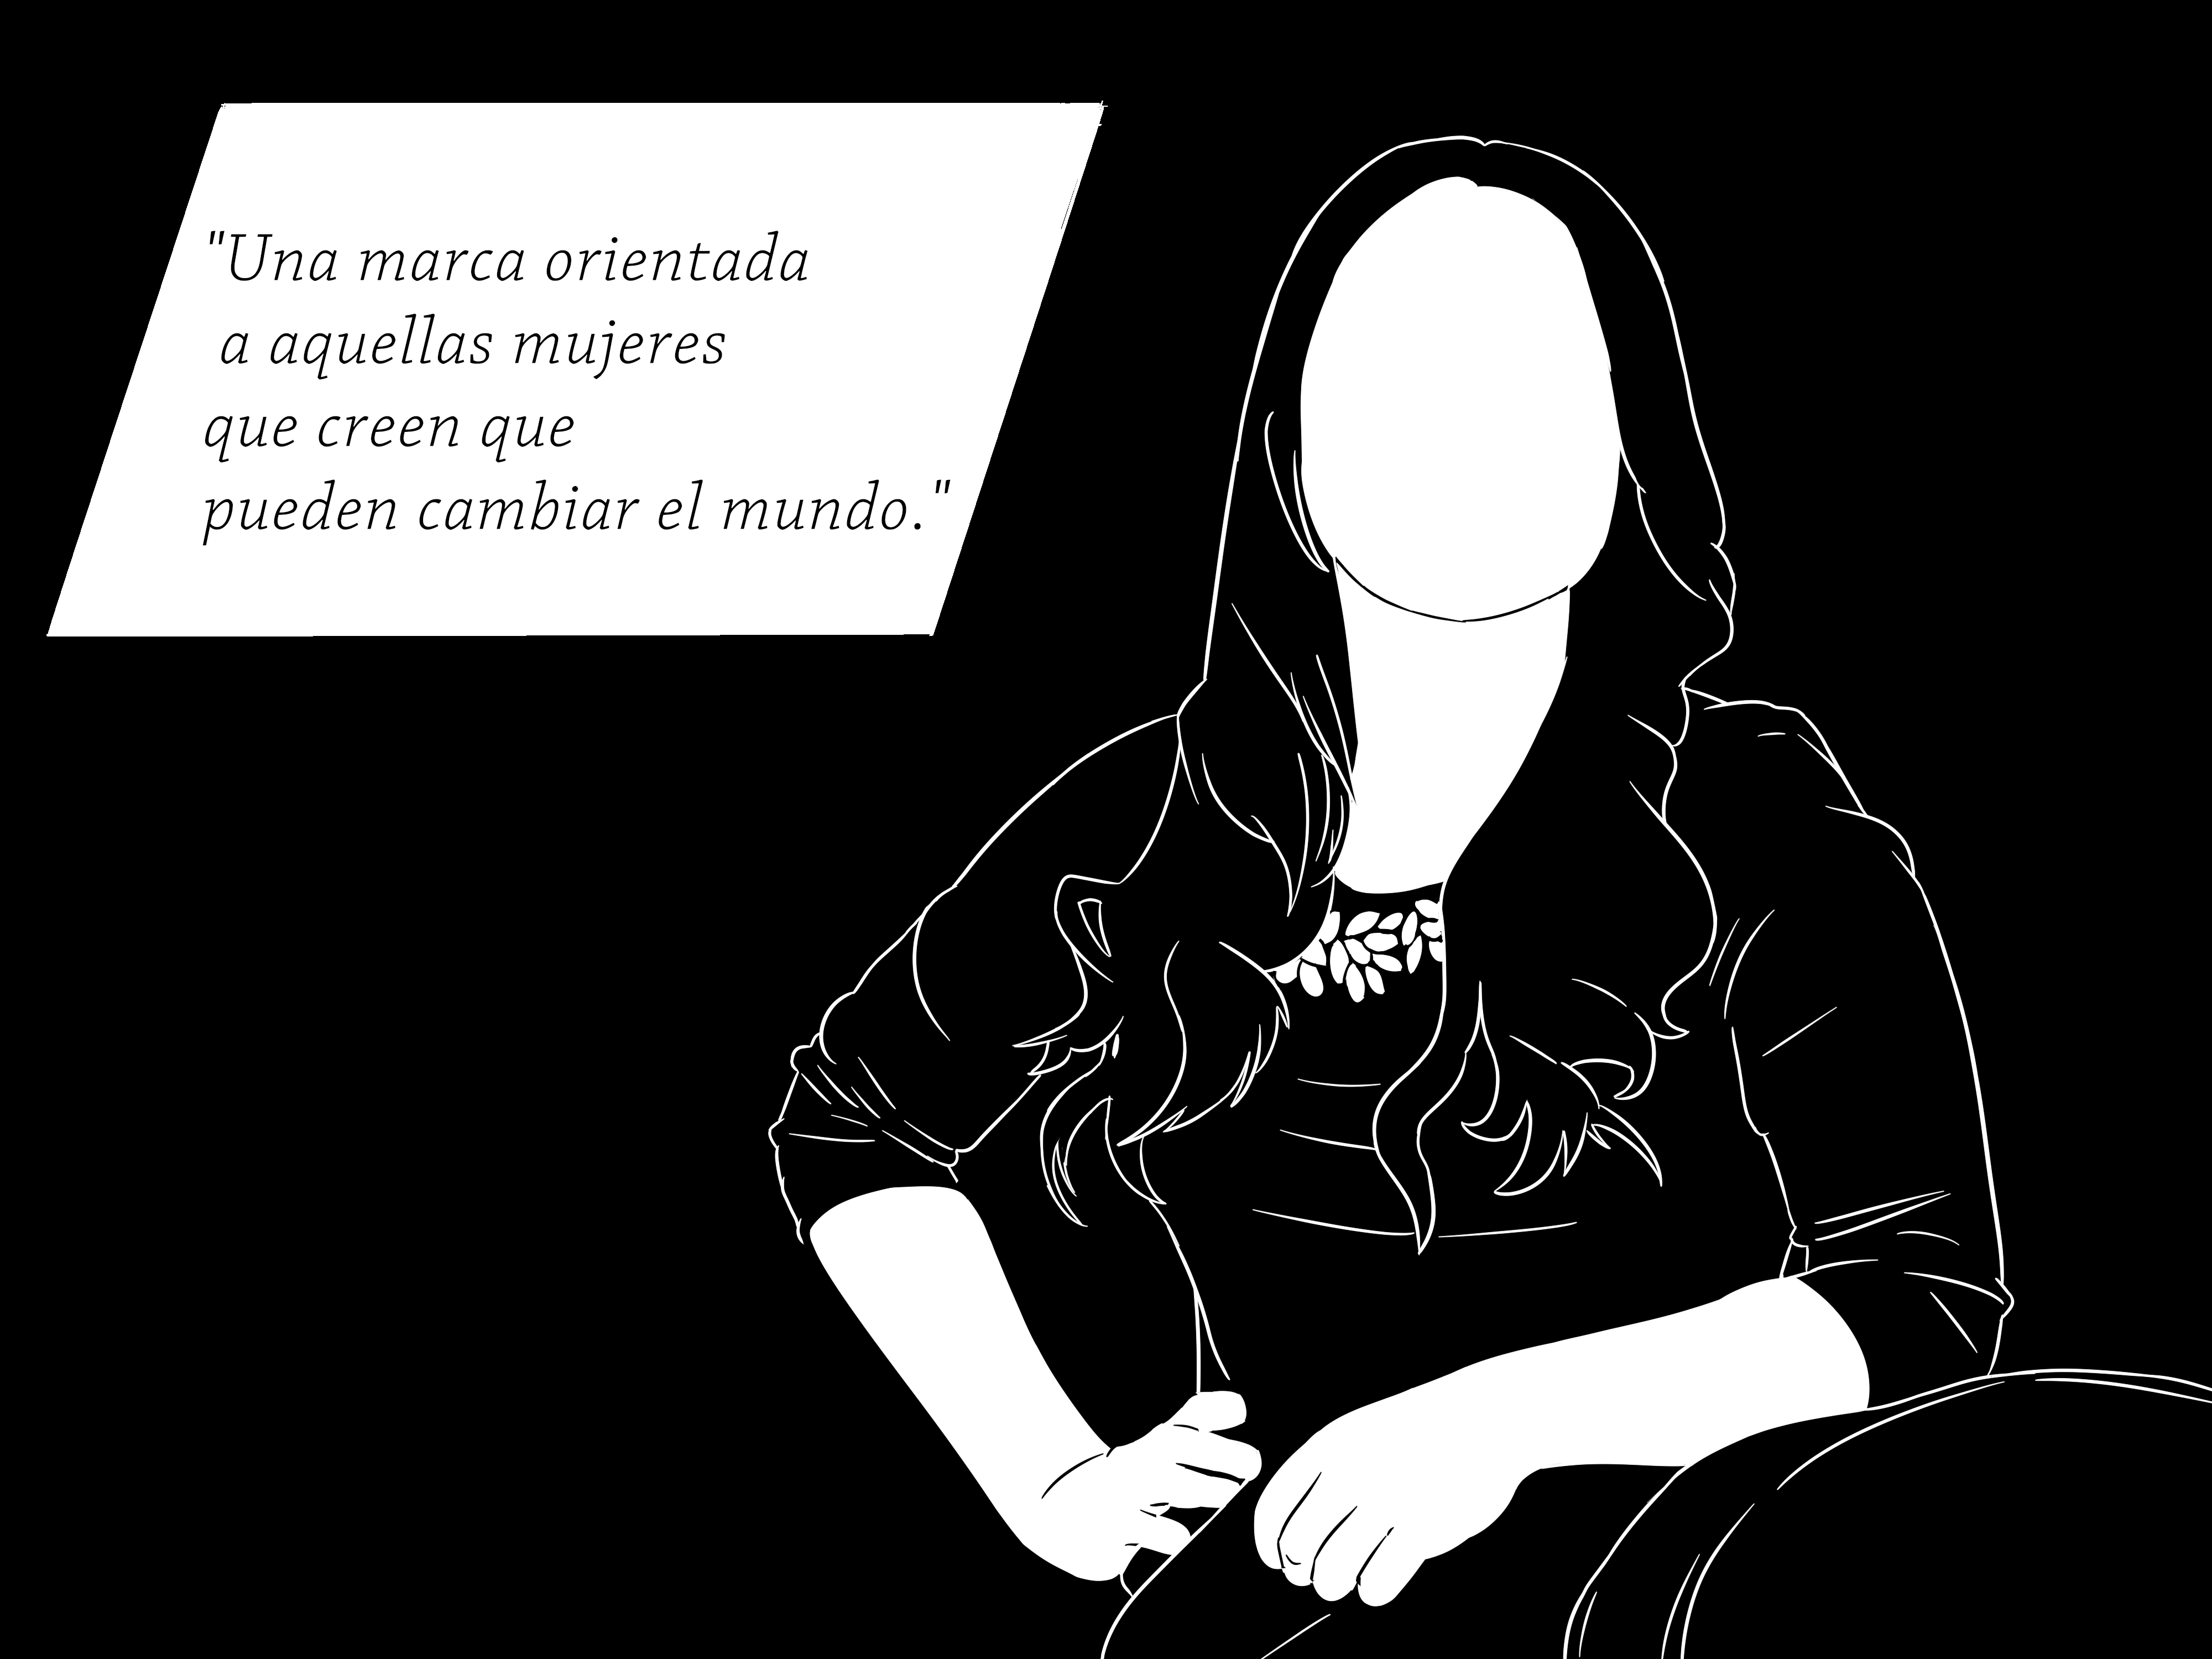 "Una marca orientada
a aquellas mujeres
que creen que
pueden cambiar el mundo."